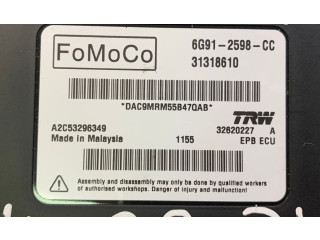 FoMoCo
6G91-2598-CC
31318610
*DAC9MRM55847QAB*
TRW
A2C53296349
32620227 A
Made in Malaysia
1155
EPB ECU
Assembly and disassembly may only be effected by qualified workers
of authorised workshops. Danger of injury and malfunction!